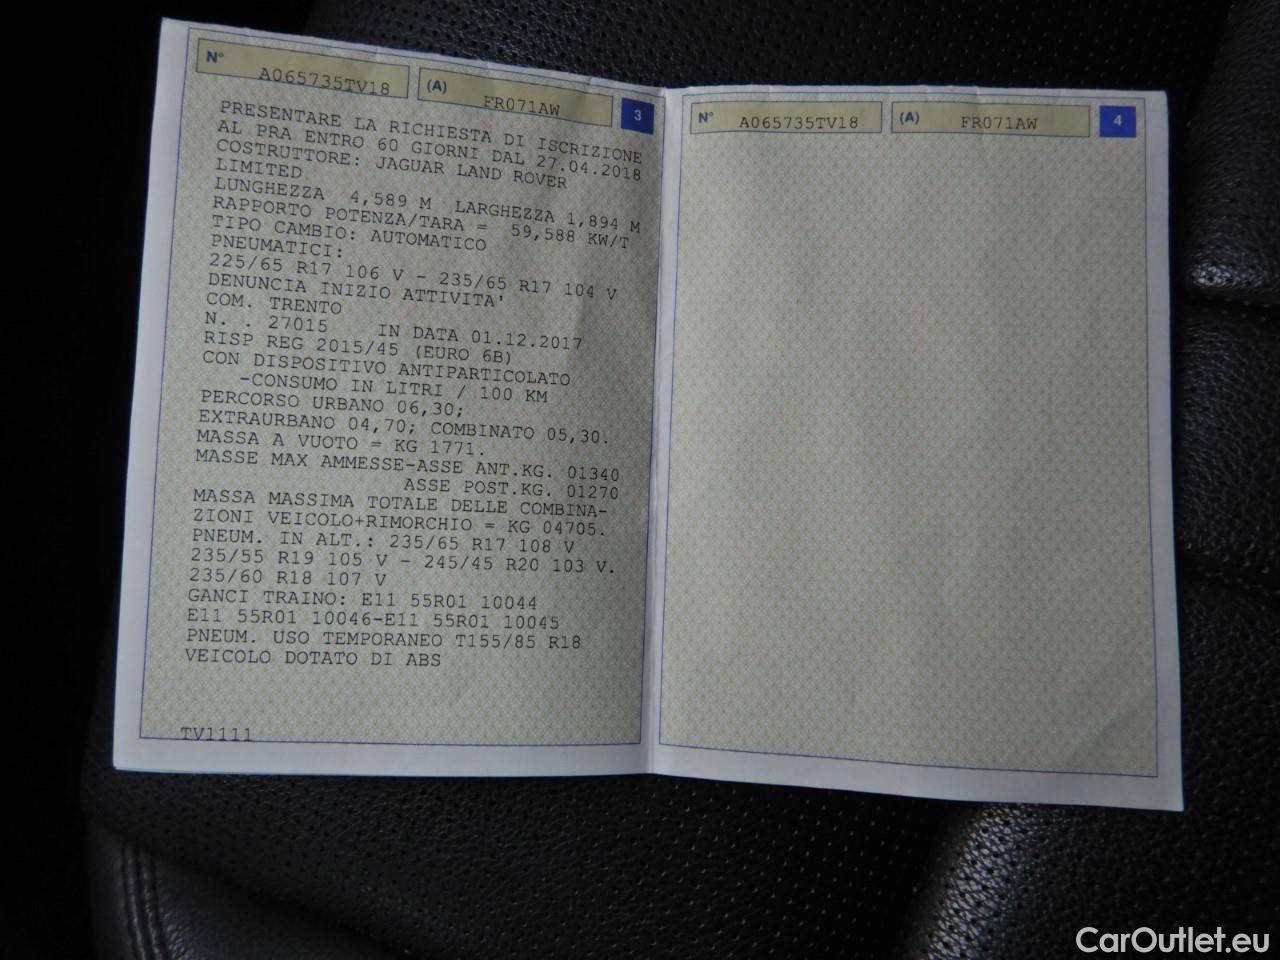 N° A065735TV18 (A) FR071AW 3
PRESENTARE LA RICHIESTA DI ISCRIZIONE
AL PRA ENTRO 60 GIORNI DAL 27.04.2018
COSTRUTTORE: JAGUAR LAND ROVER
LIMITED
LUNGHEZZA 4,589 M LARGHEZZA 1,894 M
RAPPORTO POTENZA/TARA = 59,588 KW/T
TIPO CAMBIO: AUTOMATICO
PNEUMATICI:
225/65 R17 106 V - 235/65 R17 104 V
DENUNCIA INIZIO ATTIVITA'
COM. TRENTO
N. . 27015 IN DATA 01.12.2017
RISP REG 2015/45 (EURO 6B)
CON DISPOSITIVO ANTIPARTICOLATO
-CONSUMO IN LITRI / 100 KM
PERCORSO URBANO 06,30;
EXTRAURBANO 04,70; COMBINATO 05,30.
MASSA A VUOTO = KG 1771.
MASSE MAX AMMESSE-ASSE ANT.KG. 01340
ASSE POST.KG. 01270
MASSA MASSIMA TOTALE DELLE COMBINA-
ZIONI VEICOLO+RIMORCHIO = KG 04705.
PNEUM. IN ALT.: 235/65 R17 108 V
235/55 R19 105 V - 245/45 R20 103 V.
235/60 R18 107 V
GANCI TRAINO: E11 55R01 10044
E11 55R01 10046-E11 55R01 10045
PNEUM. USO TEMPORANEO T155/85 R18
VEICOLO DOTATO DI ABS
TV1111
N° A065735TV18 (A) FR071AW 4
CarOutlet.eu